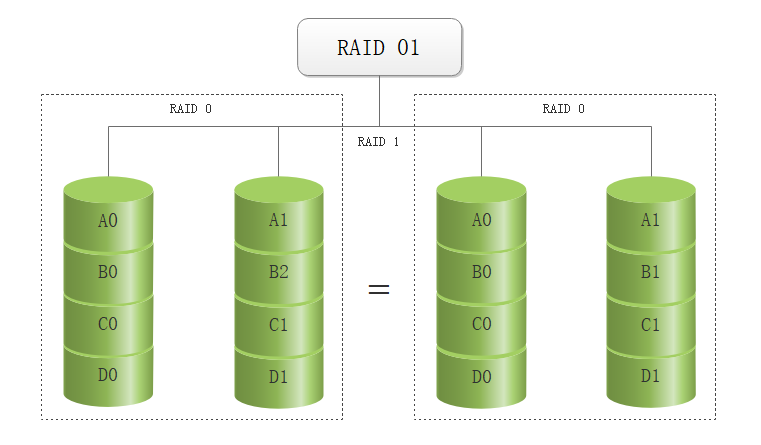 RAID 01
RAID 0
RAID 0
RAID 1
A0
A1
A0
A1
B0
B2
B0
B1
=
C0
C1
C0
C1
D0
D1
D0
D1